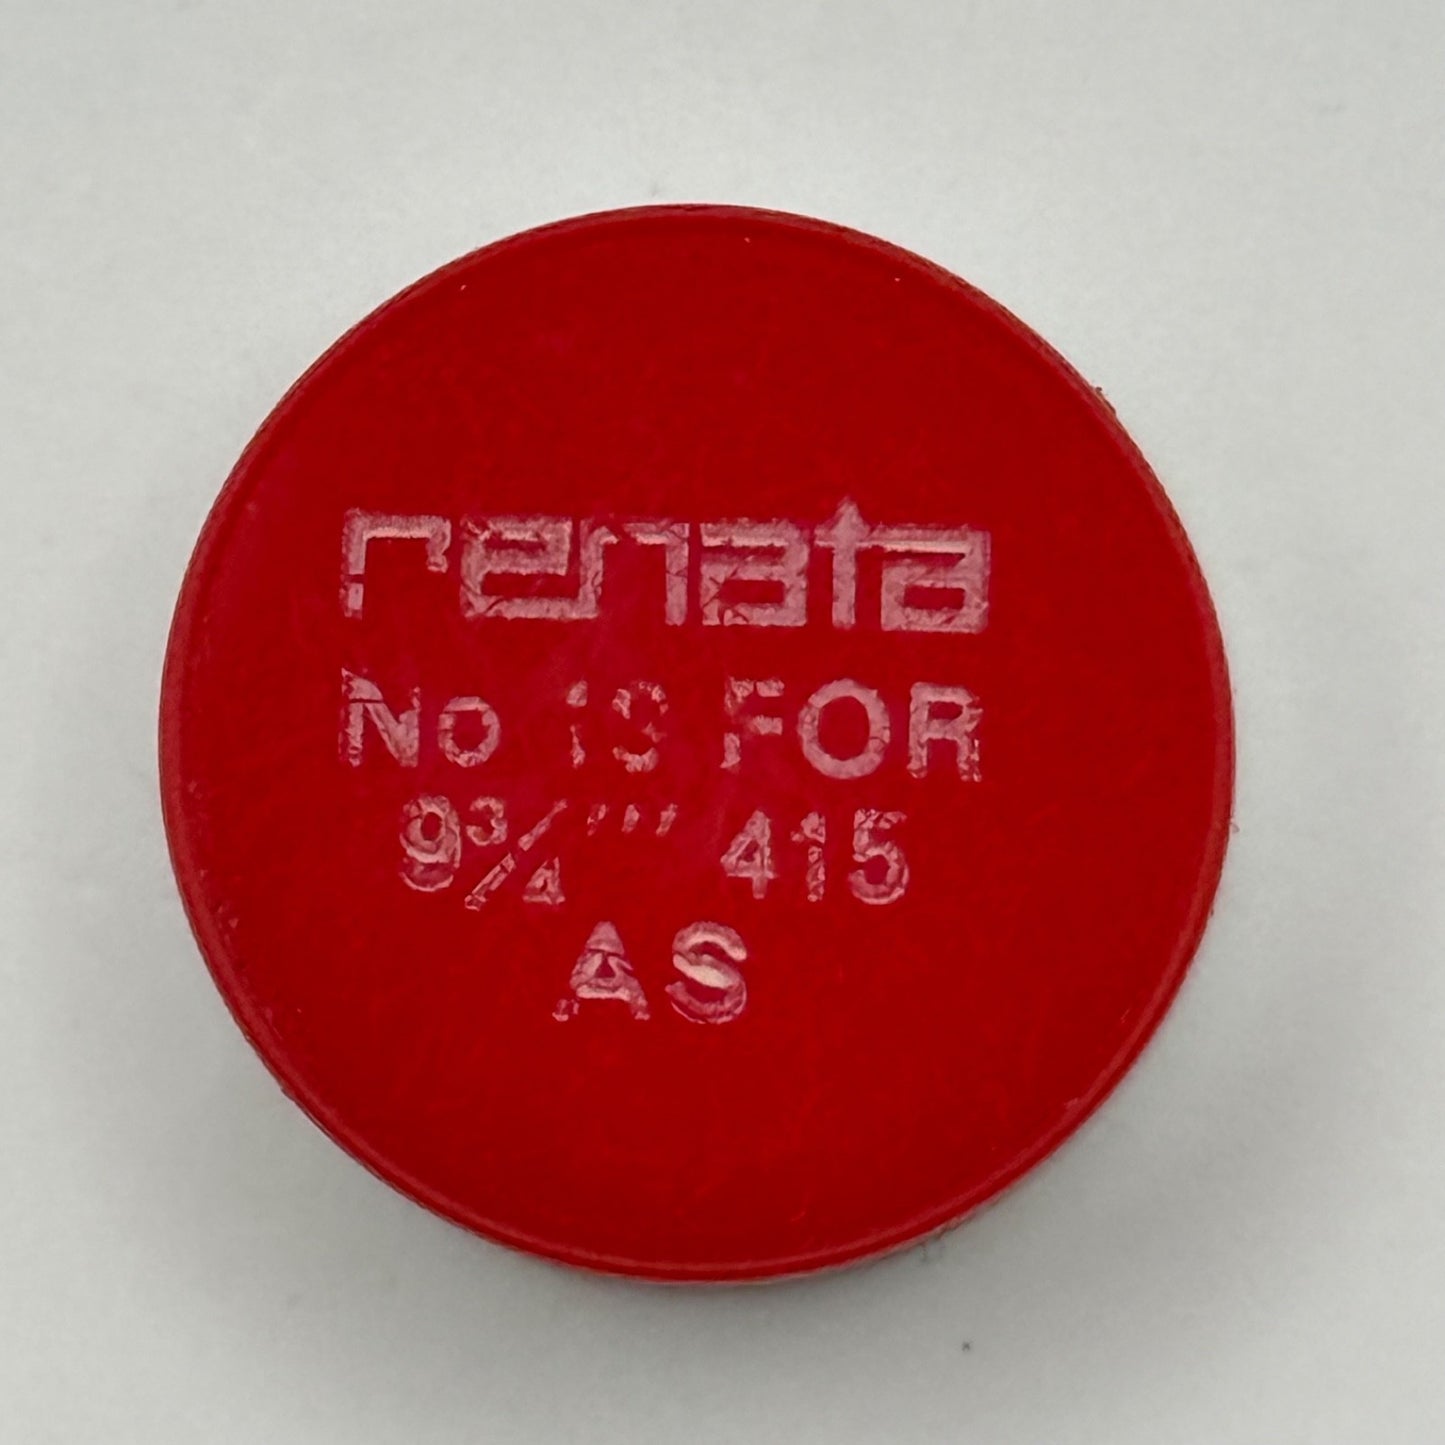 renata
No 13 FOR
9¾''' 415
AS